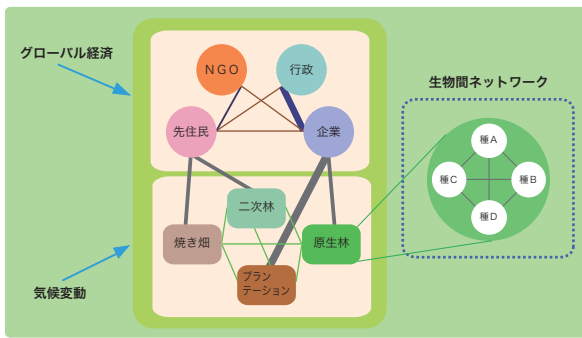 グローバル経済
NGO
行政
先住民
企業
生物間ネットワーク
種A
種C
種B
種D
二次林
焼き畑
原生林
プラン
テーション
気候変動